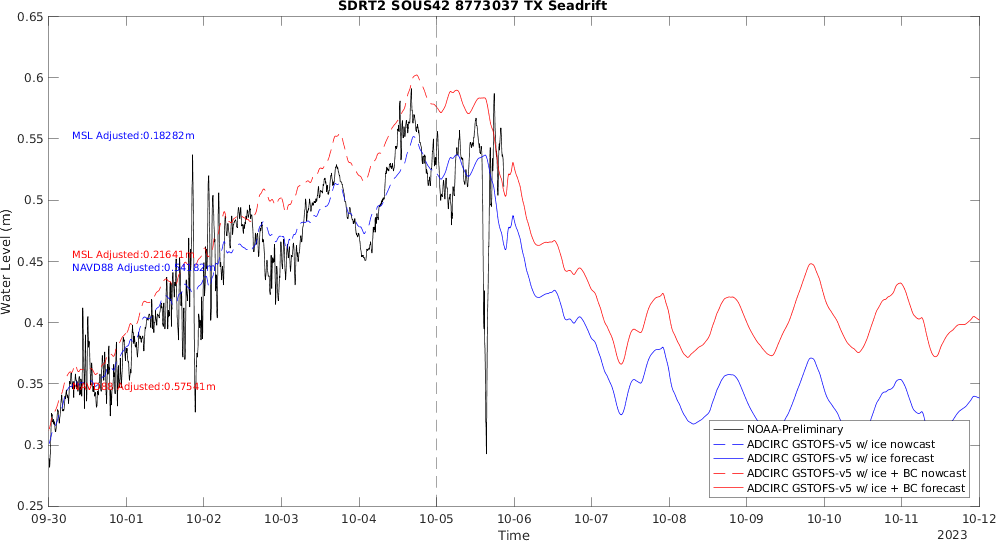 SDRT2 SOUS42 8773037 TX Seadrift
0.65
0.6
0.55
0.5
0.45
0.4
0.35
0.3
0.25
Water Level (m)
MSL Adjusted:0.18282m
MSL Adjusted:0.21641m
NAVD88 Adjusted:0.54182m
NAVD88 Adjusted:0.57541m
NOAA-Preliminary
ADCIRC GSTOFS-v5 w/ ice nowcast
ADCIRC GSTOFS-v5 w/ ice forecast
ADCIRC GSTOFS-v5 w/ ice + BC nowcast
ADCIRC GSTOFS-v5 w/ ice + BC forecast
09-30 10-01 10-02 10-03 10-04 10-05 10-06 10-07 10-08 10-09 10-10 10-11 10-12
Time
2023